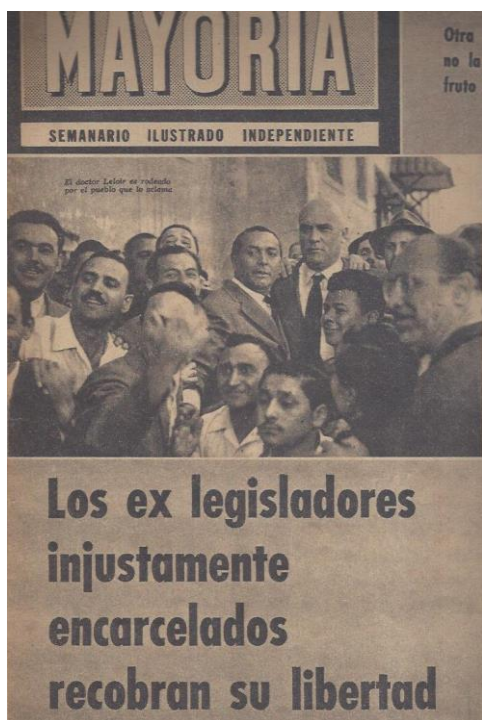 MAYORIA
SEMANARIO ILUSTRADO INDEPENDIENTE
Otra
no la
fruto
El doctor Leloir es rodeado
por el pueblo que lo aclama
Los ex legisladores
injustamente
encarcelados
recobran su libertad